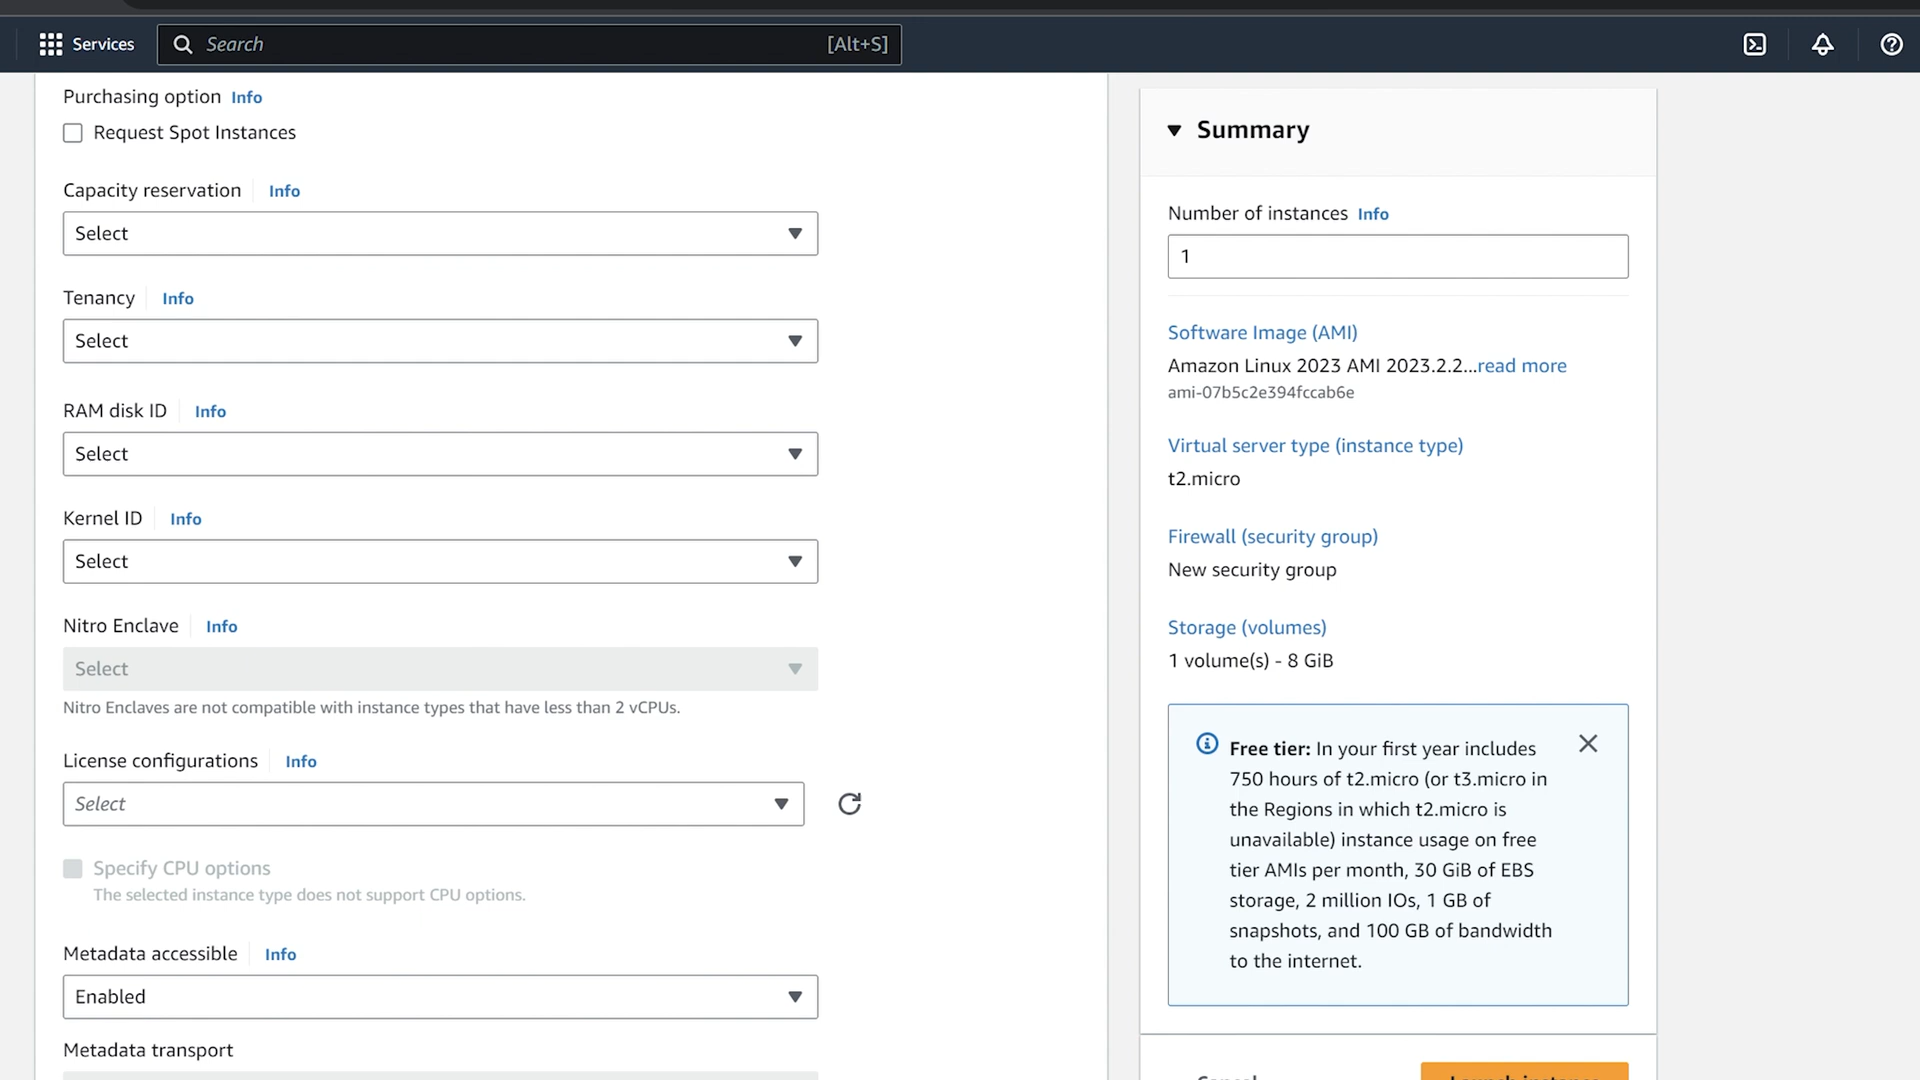 Services
Search
[Alt+S]
Purchasing option Info
Request Spot Instances
Capacity reservation Info
Select
Tenancy Info
Select
RAM disk ID Info
Select
Kernel ID Info
Select
Nitro Enclave Info
Select
Nitro Enclaves are not compatible with instance types that have less than 2 vCPUs.
License configurations Info
Select
Specify CPU options
The selected instance type does not support CPU options.
Metadata accessible Info
Enabled
Metadata transport
Summary
Number of instances Info
1
Software Image (AMI)
Amazon Linux 2023 AMI 2023.2.2...read more
ami-07b5c2e394fccab6e
Virtual server type (instance type)
t2.micro
Firewall (security group)
New security group
Storage (volumes)
1 volume(s) - 8 GiB
Free tier: In your first year includes
750 hours of t2.micro (or t3.micro in
the Regions in which t2.micro is
unavailable) instance usage on free
tier AMIs per month, 30 GiB of EBS
storage, 2 million IOs, 1 GB of
snapshots, and 100 GB of bandwidth
to the internet.